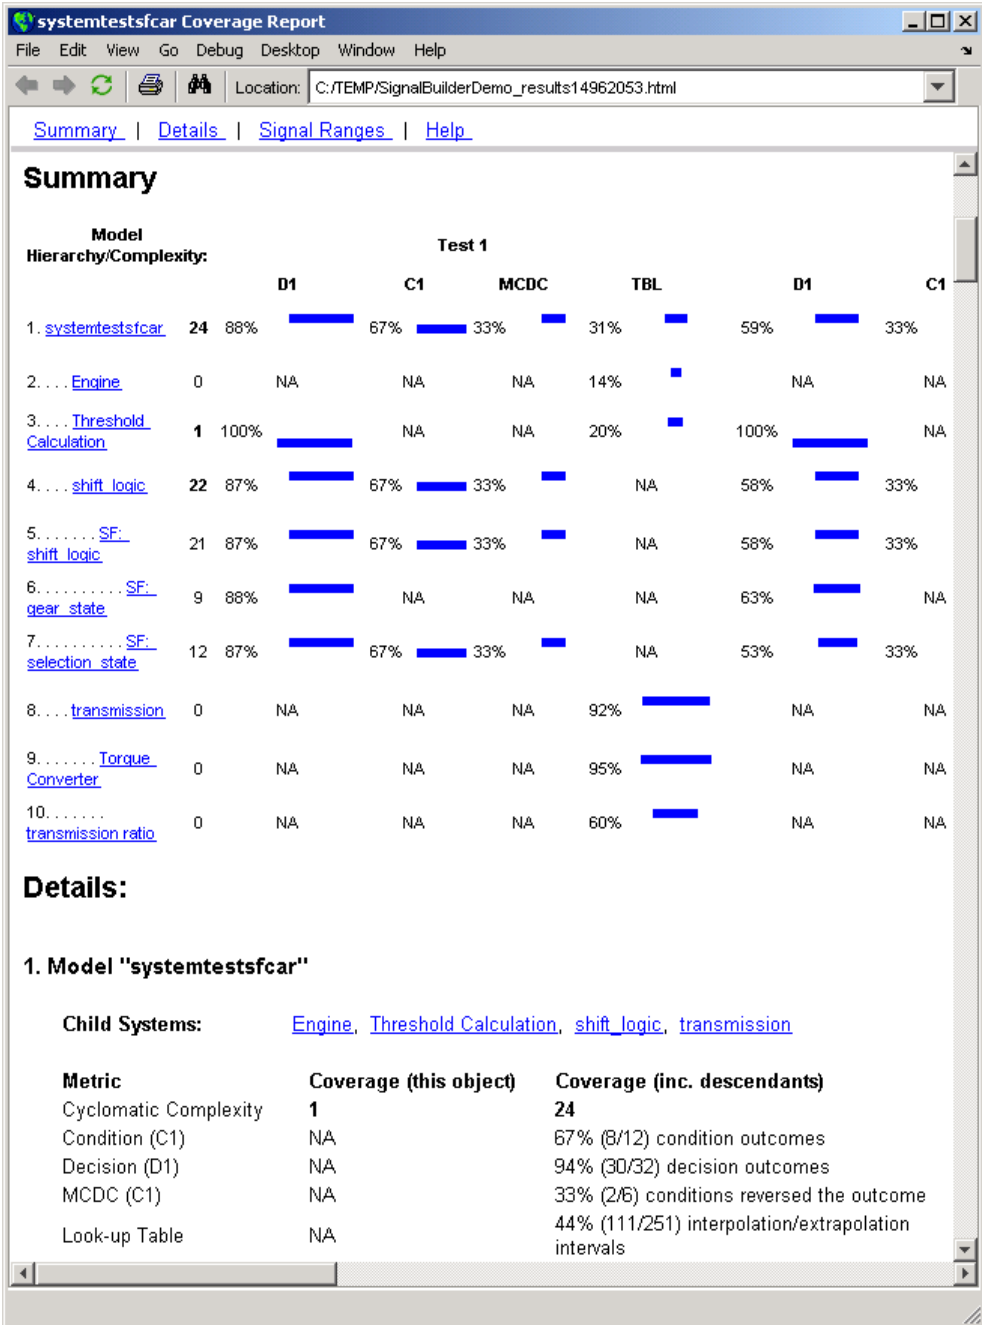 systemtestsfcar Coverage Report
File Edit View Go Debug Desktop Window Help
Location: C:/TEMP/SignalBuilderDemo_results14962053.html
Summary | Details | Signal Ranges | Help
Summary
Model
Hierarchy/Complexity:
Test 1
D1 C1 MCDC TBL D1 C1
1. systemtestsfcar 24 88% 67% 33% 31% 59% 33%
2. . . . Engine 0 NA NA NA 14% NA NA
3. . . . Threshold
Calculation 1 100% NA NA 20% 100% NA
4. . . . shift_logic 22 87% 67% 33% NA 58% 33%
5. . . . . . . SF:
shift_logic 21 87% 67% 33% NA 58% 33%
6. . . . . . . . . . SF:
gear_state 9 88% NA NA NA 63% NA
7. . . . . . . . . . SF:
selection_state 12 87% 67% 33% NA 53% 33%
8. . . . transmission 0 NA NA NA 92% NA NA
9. . . . . . . Torque
Converter 0 NA NA NA 95% NA NA
10. . . . . . .
transmission ratio 0 NA NA NA 60% NA NA
Details:
1. Model "systemtestsfcar"
Child Systems: Engine, Threshold Calculation, shift_logic, transmission
Metric Coverage (this object) Coverage (inc. descendants)
Cyclomatic Complexity 1 24
Condition (C1) NA 67% (8/12) condition outcomes
Decision (D1) NA 94% (30/32) decision outcomes
MCDC (C1) NA 33% (2/6) conditions reversed the outcome
Look-up Table NA 44% (111/251) interpolation/extrapolation
intervals